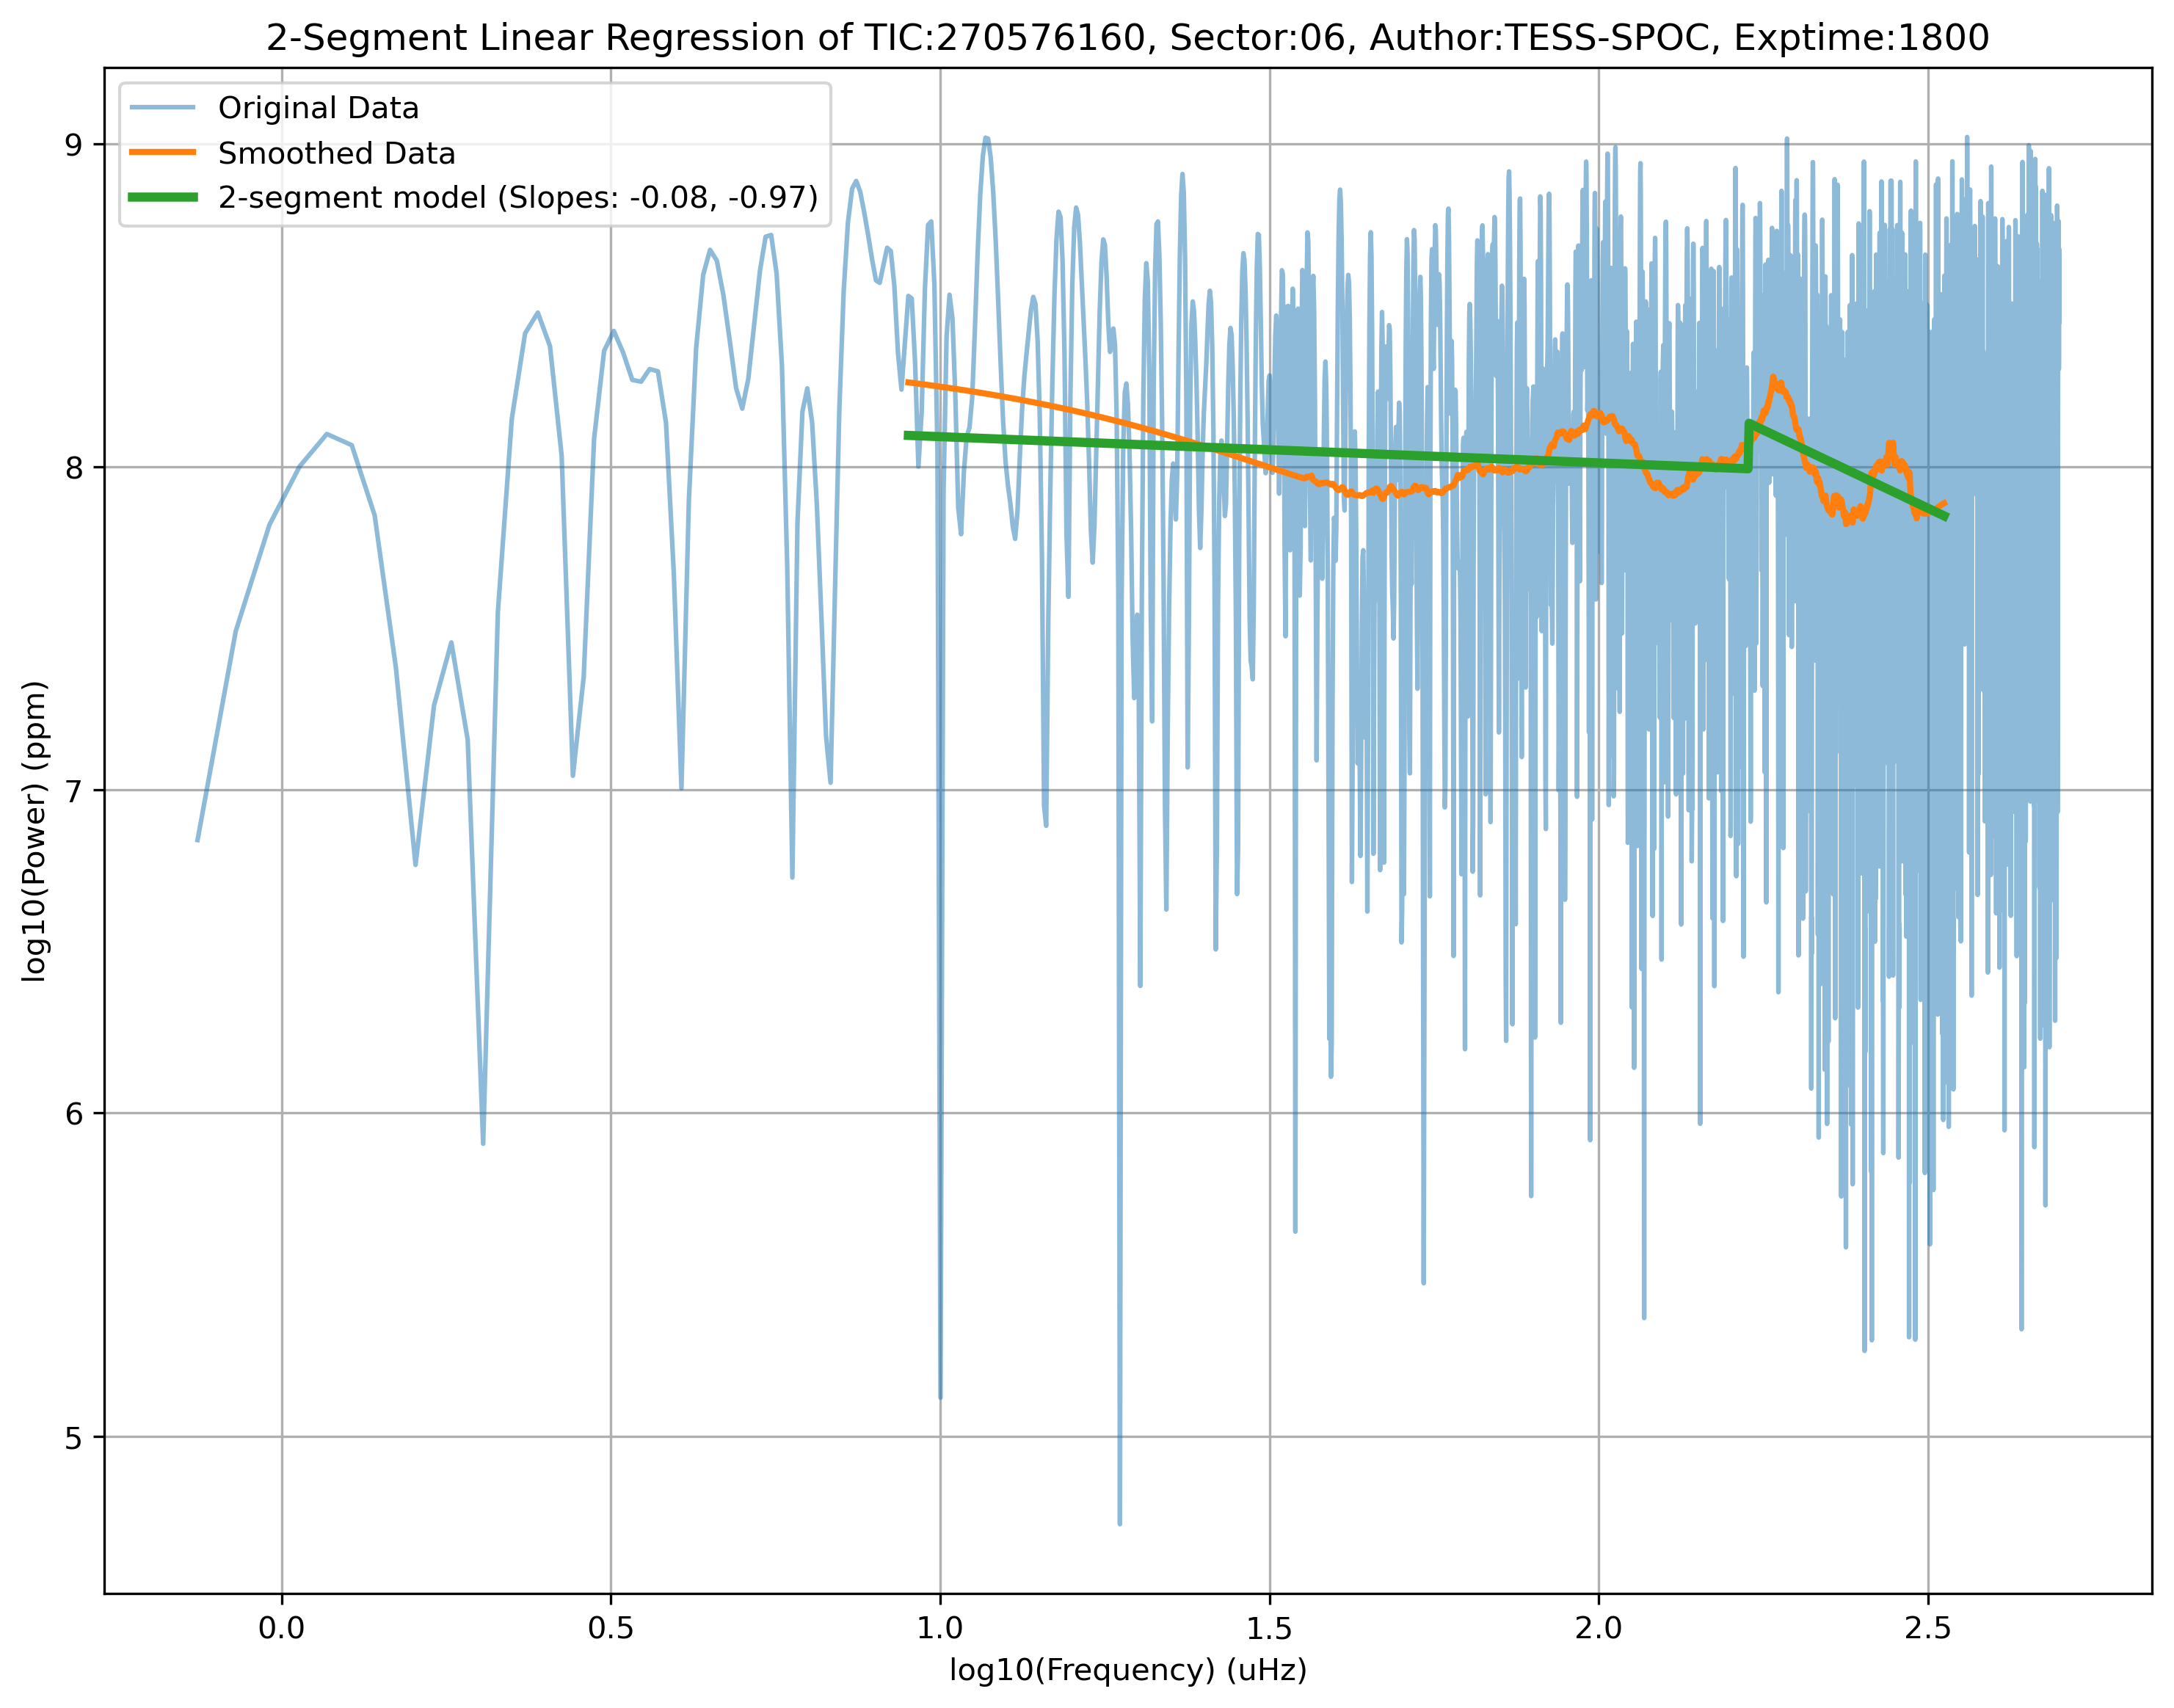 2-Segment Linear Regression of TIC:270576160, Sector:06, Author:TESS-SPOC, Exptime:1800
Original Data
Smoothed Data
2-segment model (Slopes: -0.08, -0.97)
log10(Power) (ppm)
9
8
7
6
5
0.0 0.5 1.0 1.5 2.0 2.5
log10(Frequency) (uHz)